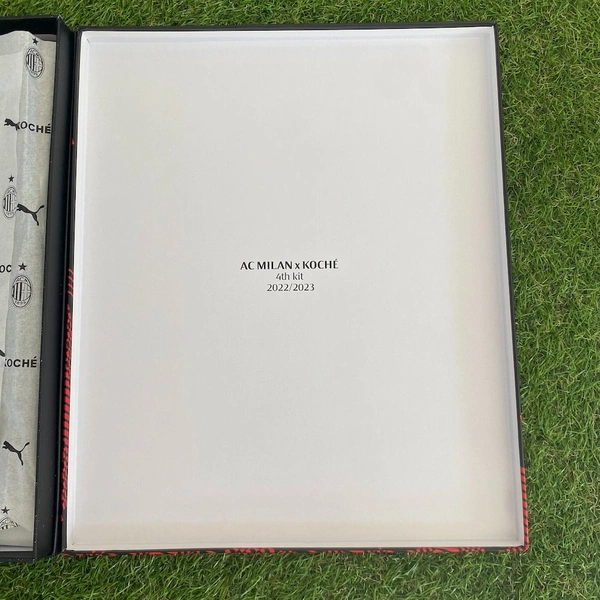 KOCHÉ
KOCHÉ
AC MILAN x KOCHÉ
4th kit
2022/2023